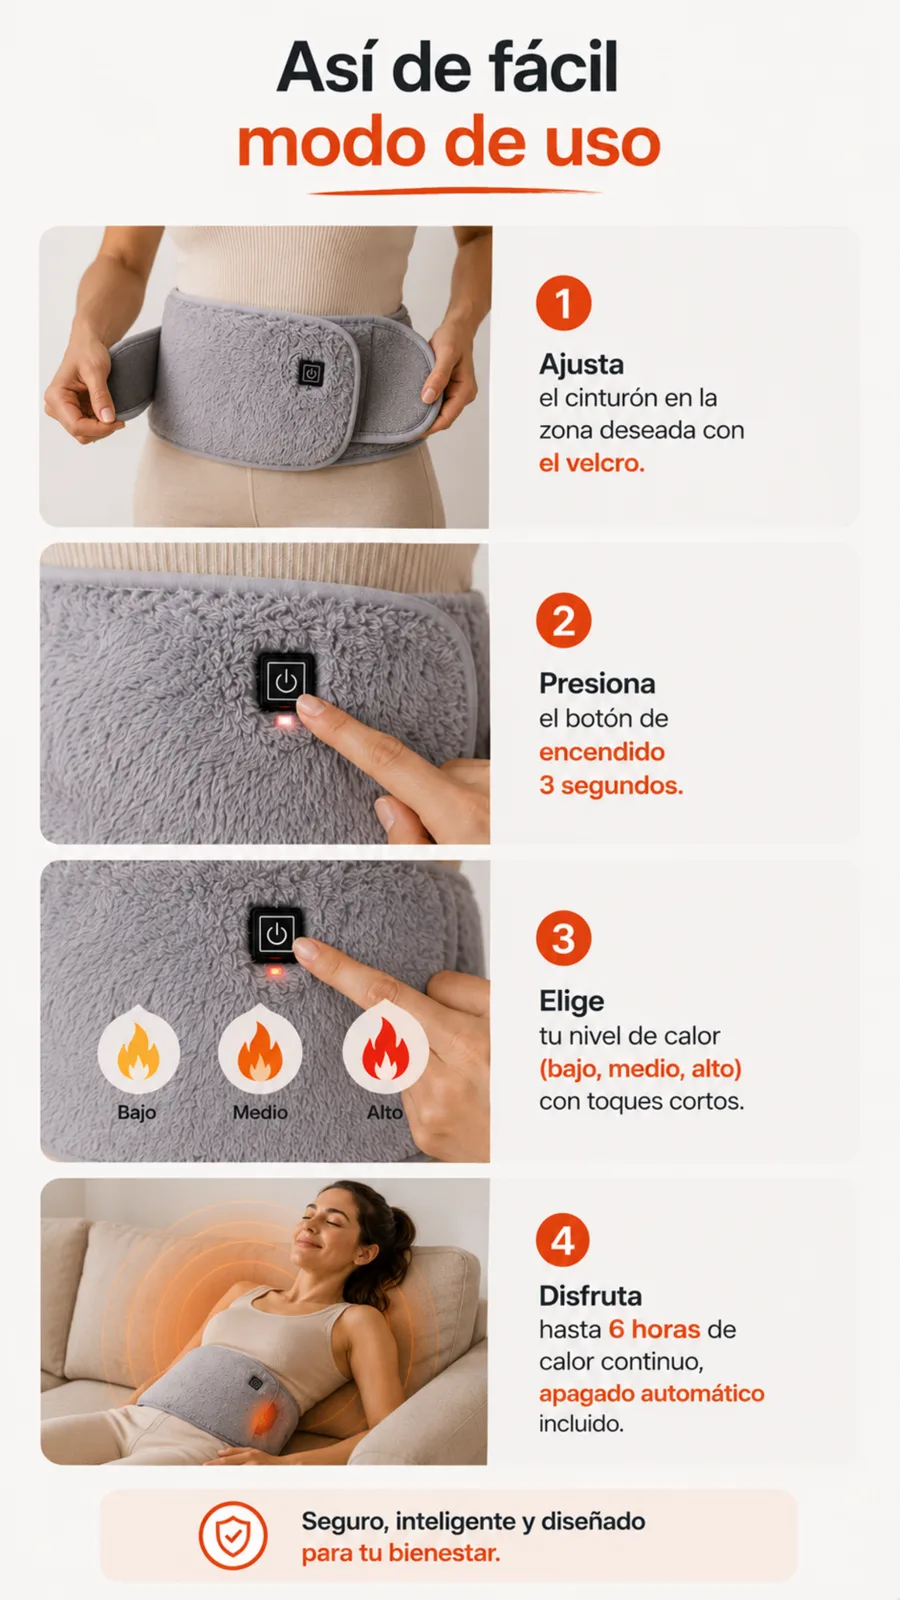 Así de fácil
modo de uso
1
Ajusta
el cinturón en la
zona deseada con
el velcro.
2
Presiona
el botón de
encendido
3 segundos.
3
Elige
tu nivel de calor
(bajo, medio, alto)
con toques cortos.
Bajo
Medio
Alto
4
Disfruta
hasta 6 horas de
calor continuo,
apagado automático
incluido.
Seguro, inteligente y diseñado
para tu bienestar.